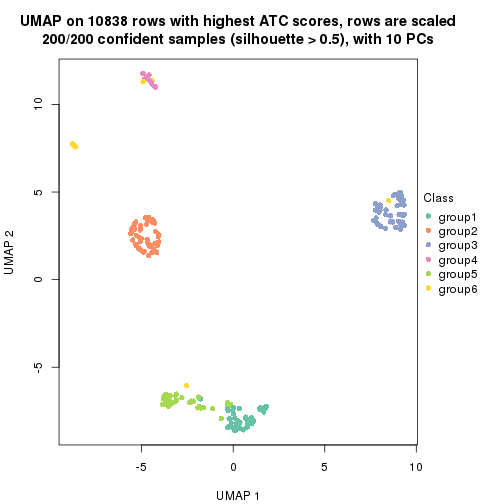 UMAP on 10838 rows with highest ATC scores, rows are scaled
200/200 confident samples (silhouette > 0.5), with 10 PCs
10
5
0
-5
UMAP 2
-5
0
5
10
UMAP 1
Class
group1
group2
group3
group4
group5
group6